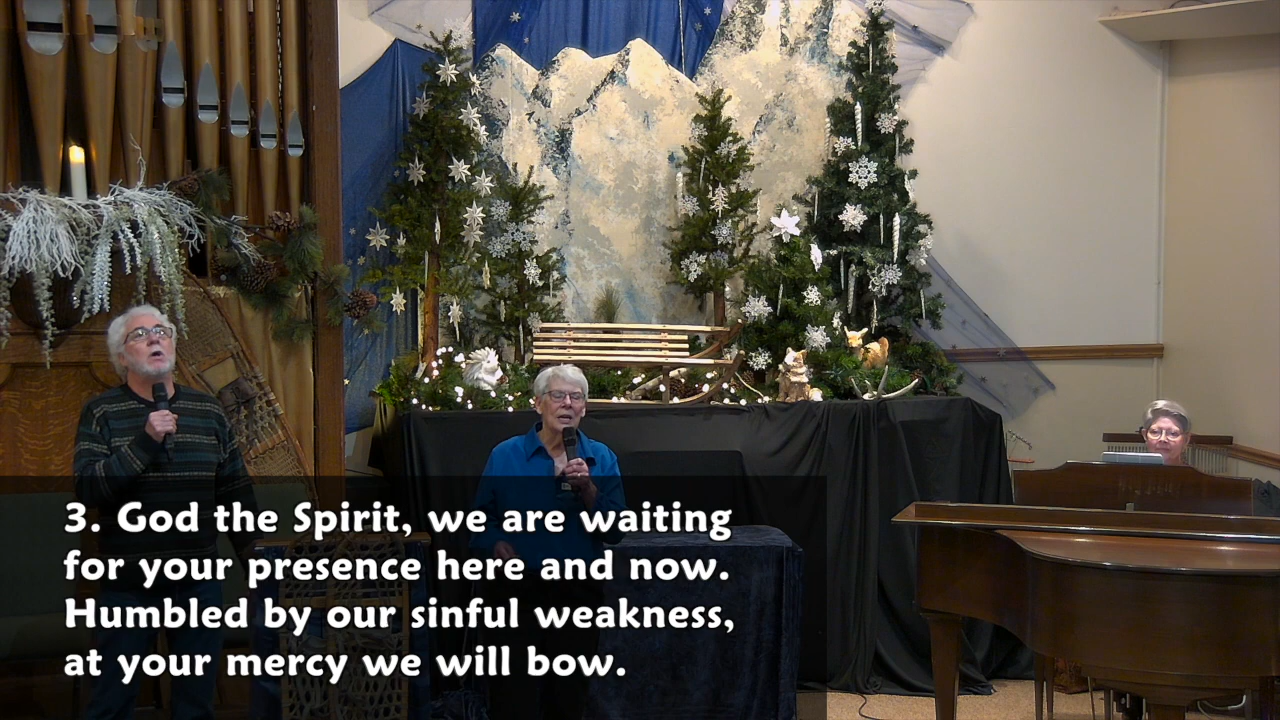 3. God the Spirit, we are waiting
for your presence here and now.
Humbled by our sinful weakness,
at your mercy we will bow.